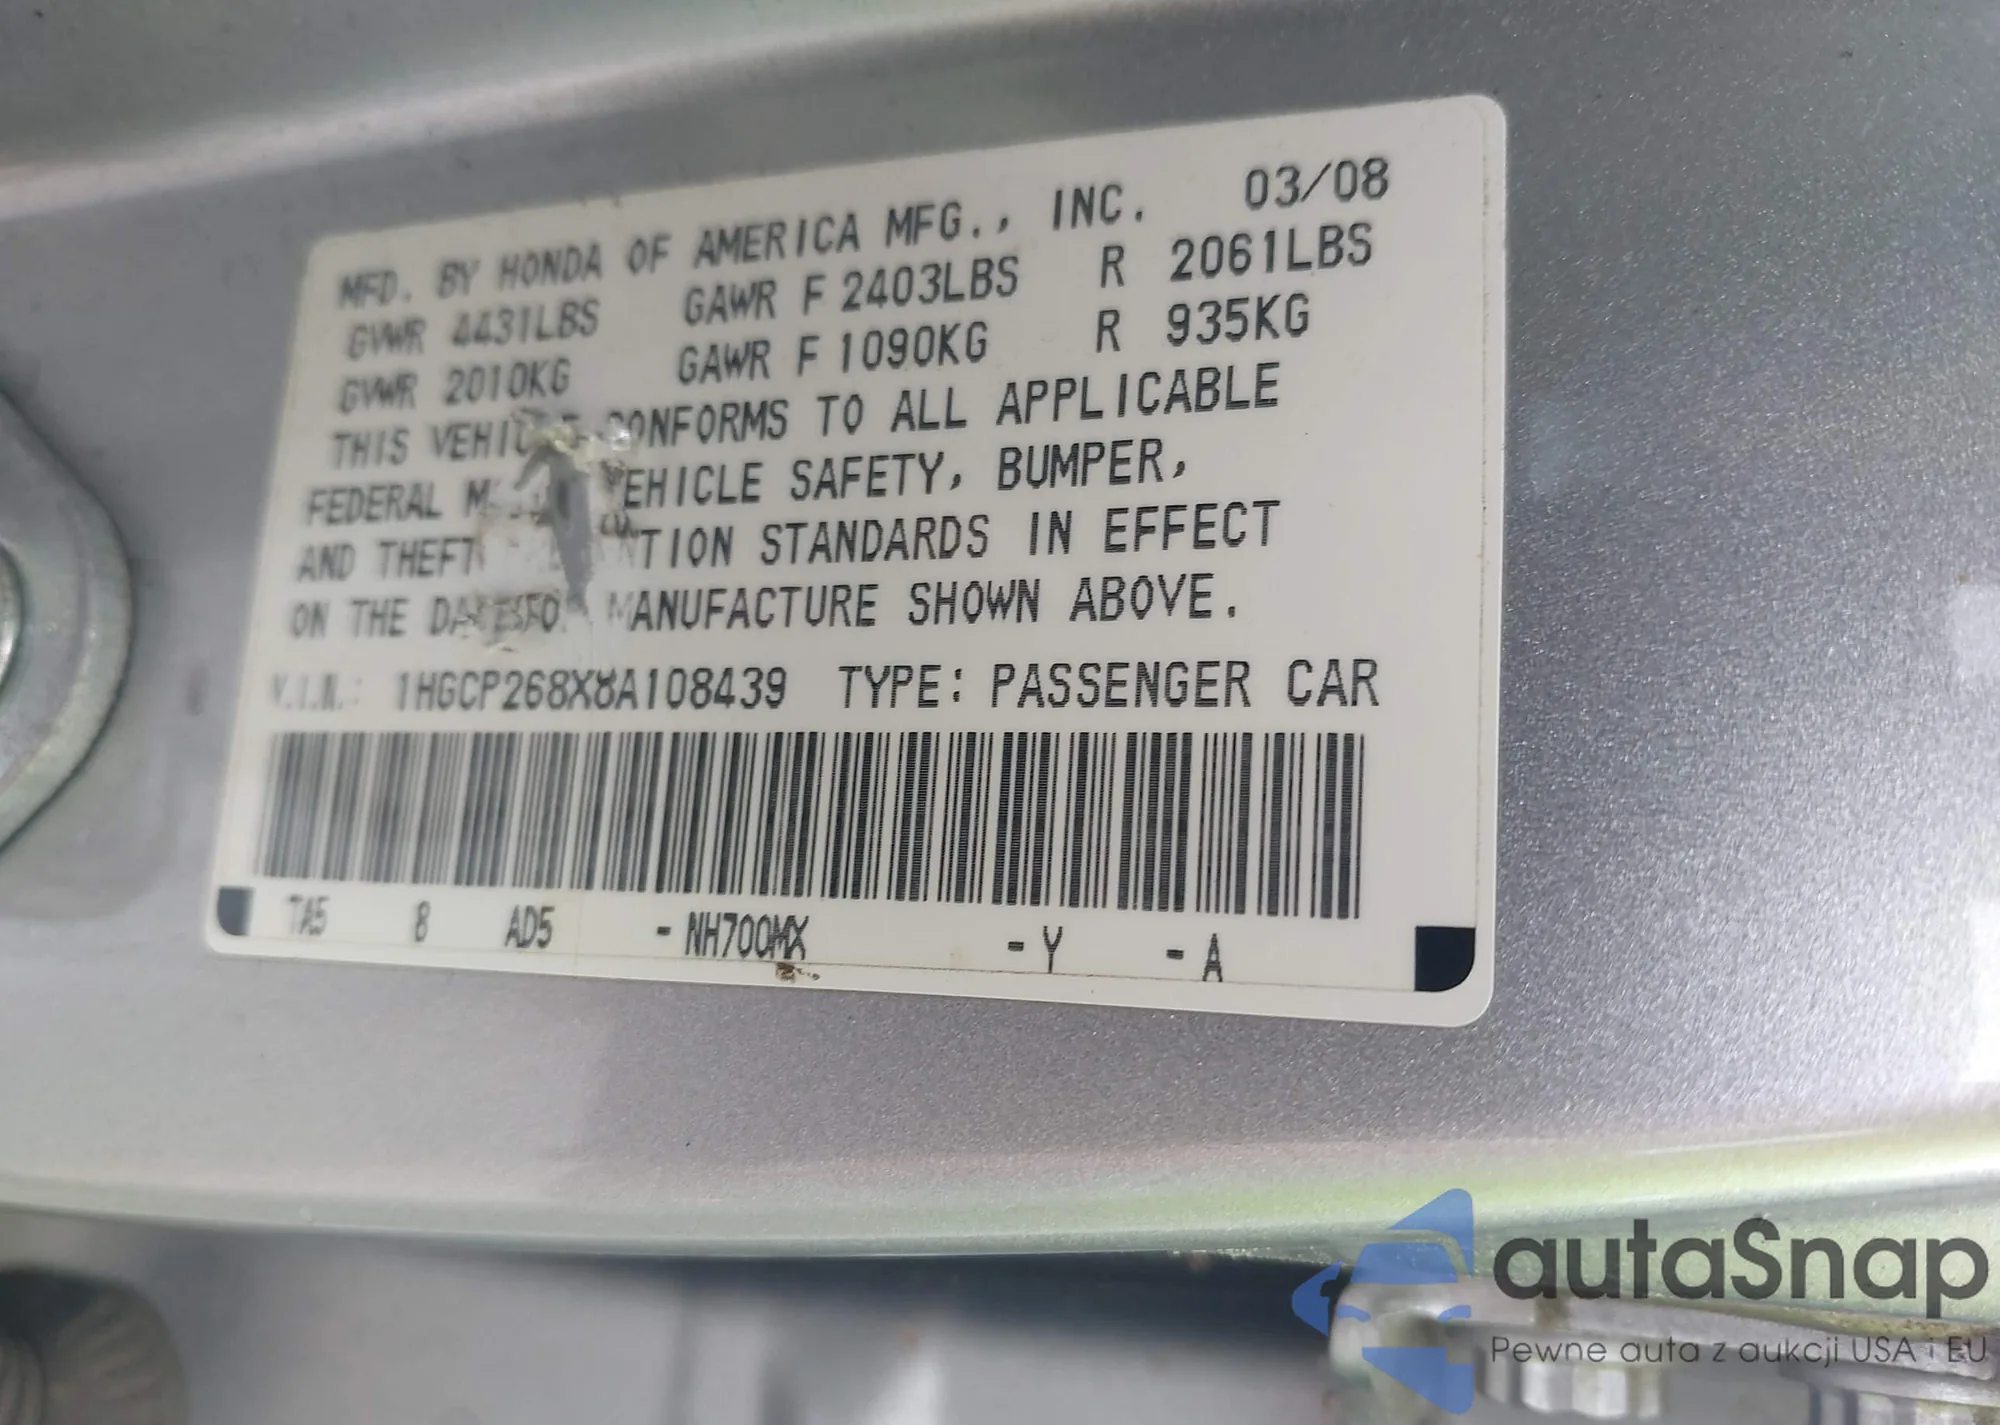 MFD. BY HONDA OF AMERICA MFG., INC. 03/08
GVWR 4431LBS GAWR F 2403LBS R 2061LBS
GVWR 2010KG GAWR F 1090KG R 935KG
THIS CONFORMS TO ALL APPLICABLE
FEDERAL VEHICLE SAFETY, BUMPER,
AND THEFT STANDARDS IN EFFECT
ON THE MANUFACTURE SHOWN ABOVE.
V.I.N.: 1HGCP268X8A108439 TYPE: PASSENGER CAR
TA5 8 AD5 - NH700MX - Y - A
autaSnap
Pewne auta z aukcji USA i EU